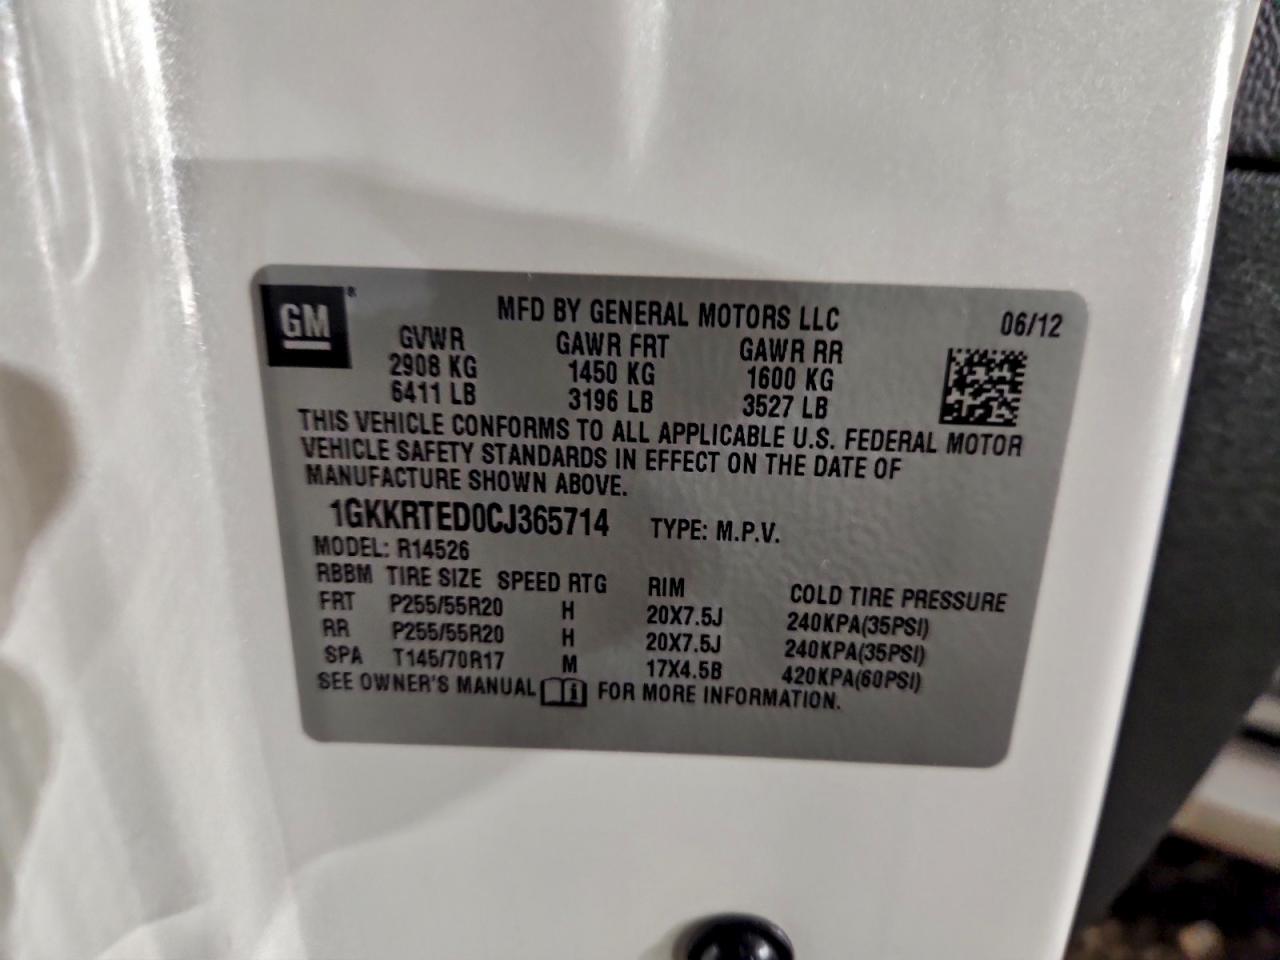 GM®
MFD BY GENERAL MOTORS LLC 06/12
GVWR GAWR FRT GAWR RR
2908 KG 1450 KG 1600 KG
6411 LB 3196 LB 3527 LB
THIS VEHICLE CONFORMS TO ALL APPLICABLE U.S. FEDERAL MOTOR
VEHICLE SAFETY STANDARDS IN EFFECT ON THE DATE OF
MANUFACTURE SHOWN ABOVE.
1GKKRTED0CJ365714 TYPE: M.P.V.
MODEL: R14526
RBBM TIRE SIZE SPEED RTG RIM COLD TIRE PRESSURE
FRT P255/55R20 H 20X7.5J 240KPA(35PSI)
RR P255/55R20 H 20X7.5J 240KPA(35PSI)
SPA T145/70R17 M 17X4.5B 420KPA(60PSI)
SEE OWNER'S MANUAL FOR MORE INFORMATION.